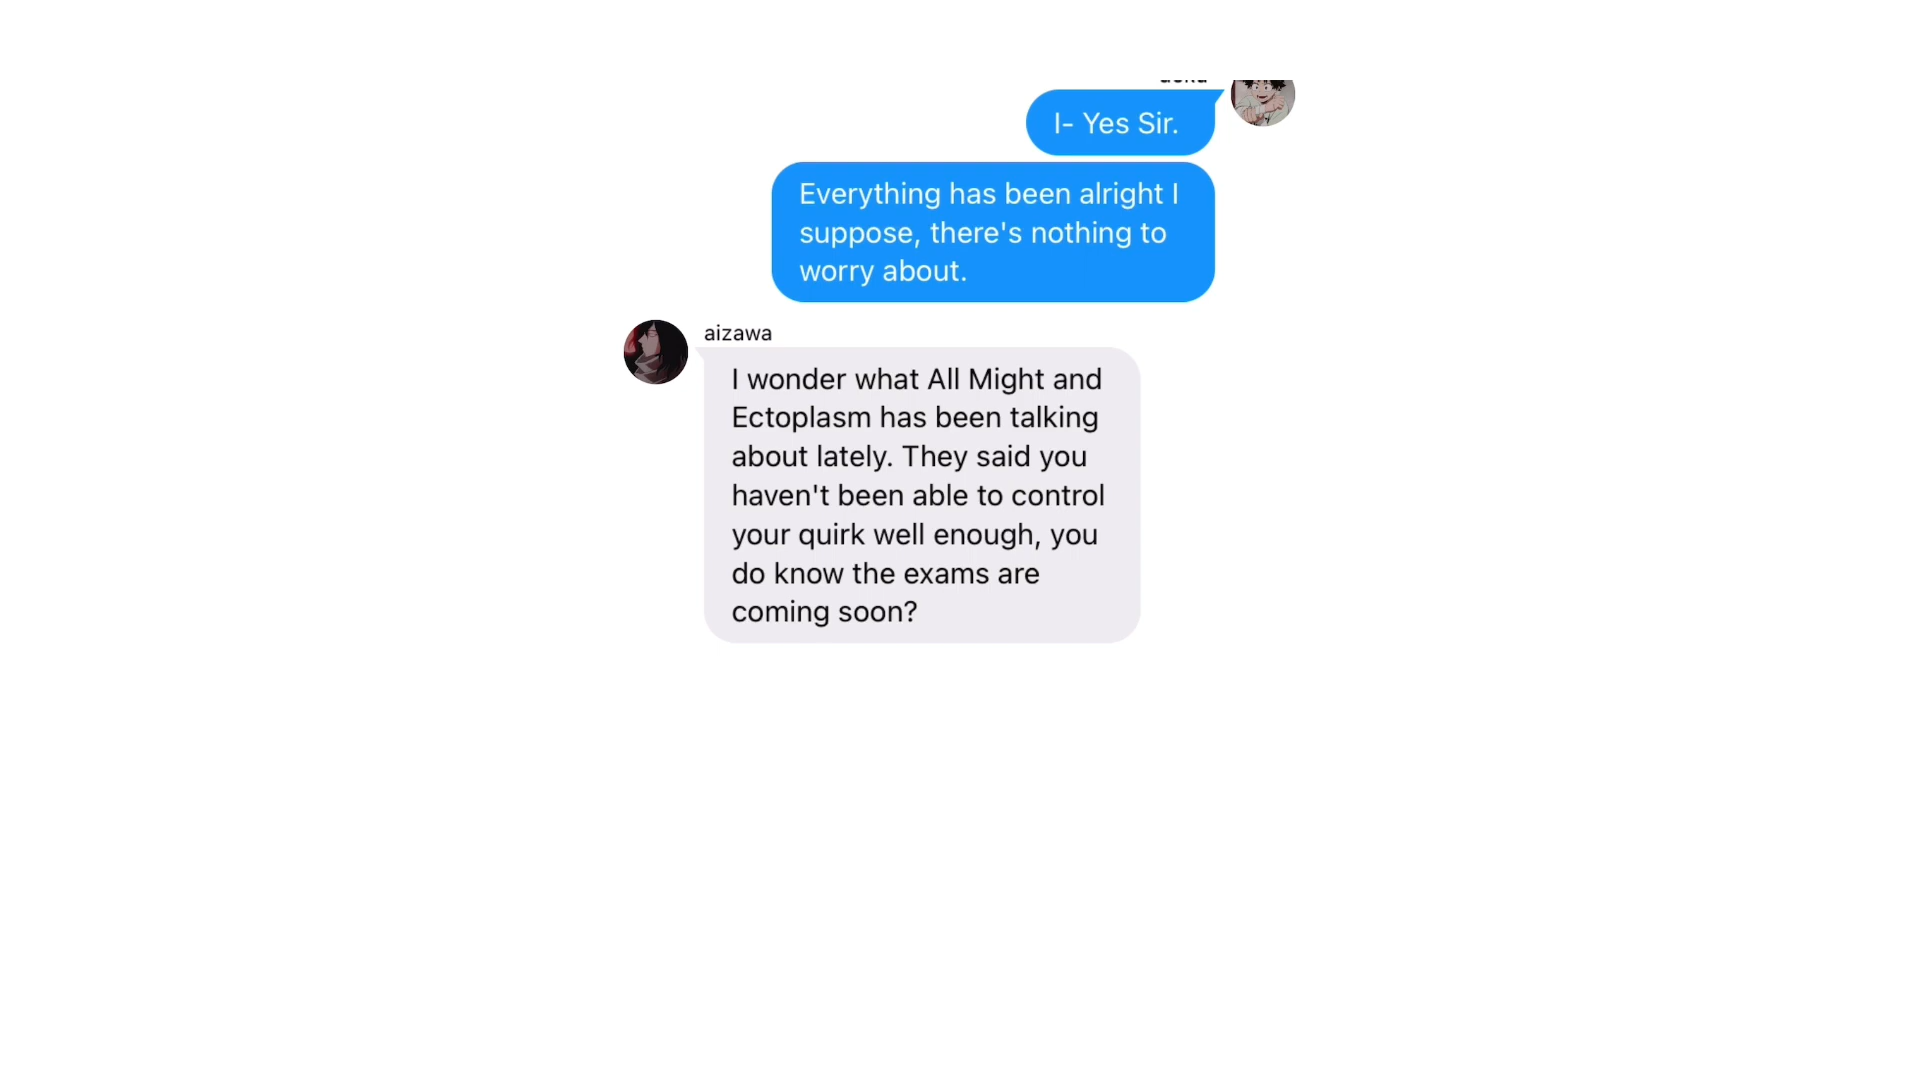 I- Yes Sir.
Everything has been alright I
suppose, there's nothing to
worry about.
aizawa
I wonder what All Might and
Ectoplasm has been talking
about lately. They said you
haven't been able to control
your quirk well enough, you
do know the exams are
coming soon?